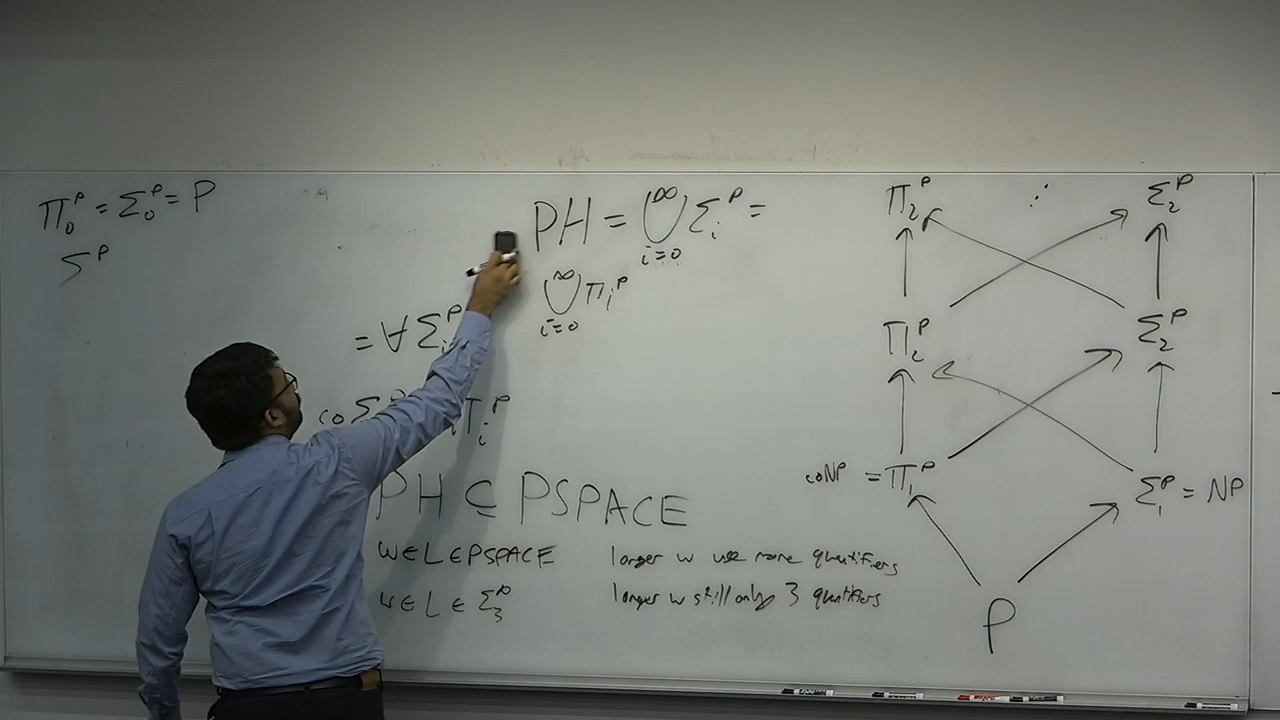 Π₀ᴾ = Σ₀ᴾ = P
Σᴾ
PH = ⋃_{i=0}^{∞} Σᵢᴾ =
⋃_{i=0}^{∞} Πᵢᴾ
= ∀ Σᵢᴾ
co Σ Πᵢᴾ
PH ⊂ PSPACE
w ∈ L ∈ PSPACE longer w use more quantifiers
w ∈ L ∈ Σ₃ᴾ longer w still only 3 quantifiers
Π₂ᴾ ⋰ Σ₂ᴾ
Π₂ᴾ Σ₂ᴾ
coNP = Π₁ᴾ Σ₁ᴾ = NP
P